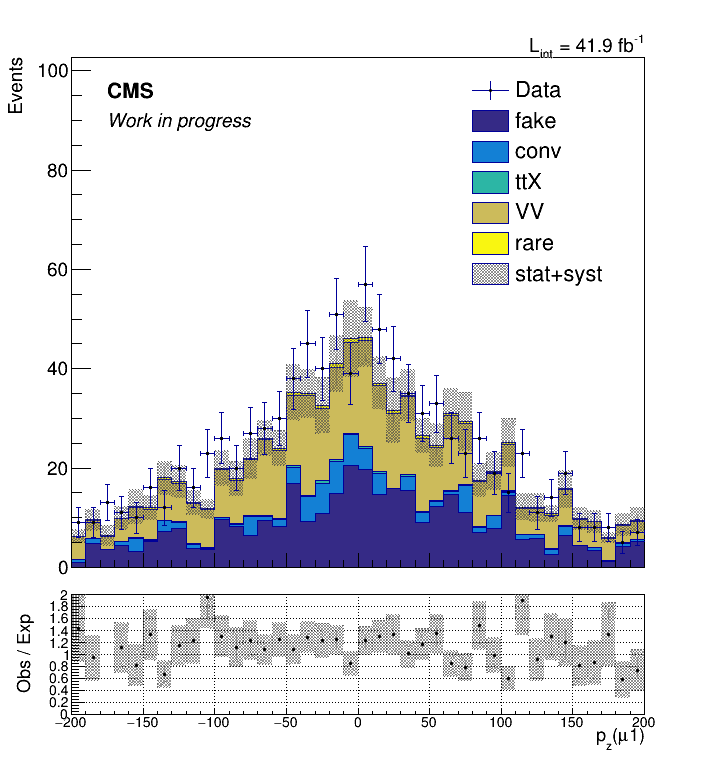 L_int = 41.9 fb^-1
Events
100
80
60
40
20
0
CMS
Work in progress
Data
fake
conv
ttX
VV
rare
stat+syst
Obs / Exp
2
1.8
1.6
1.4
1.2
1
0.8
0.6
0.4
0.2
0
−200 −150 −100 −50 0 50 100 150 200
p_z(μ1)